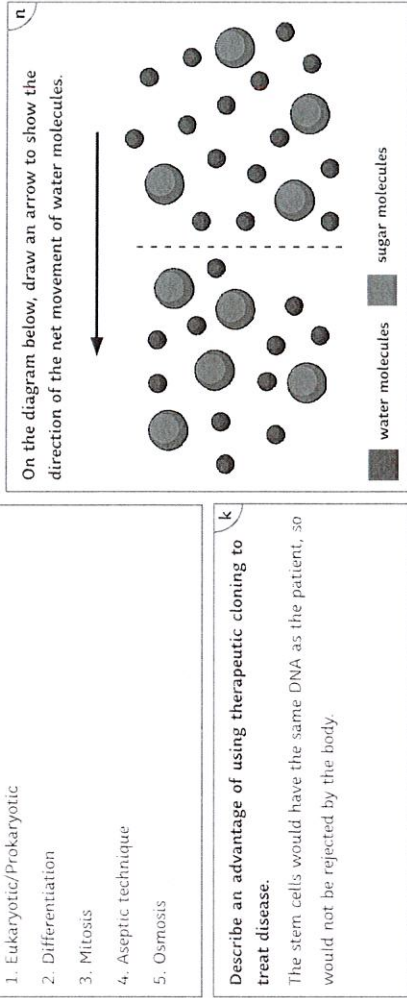 1. Eukaryotic/Prokaryotic
2. Differentiation
3. Mitosis
4. Aseptic technique
5. Osmosis
k
Describe an advantage of using therapeutic cloning to
treat disease.
The stem cells would have the same DNA as the patient, so
would not be rejected by the body.
n
On the diagram below, draw an arrow to show the
direction of the net movement of water molecules.
water molecules
sugar molecules